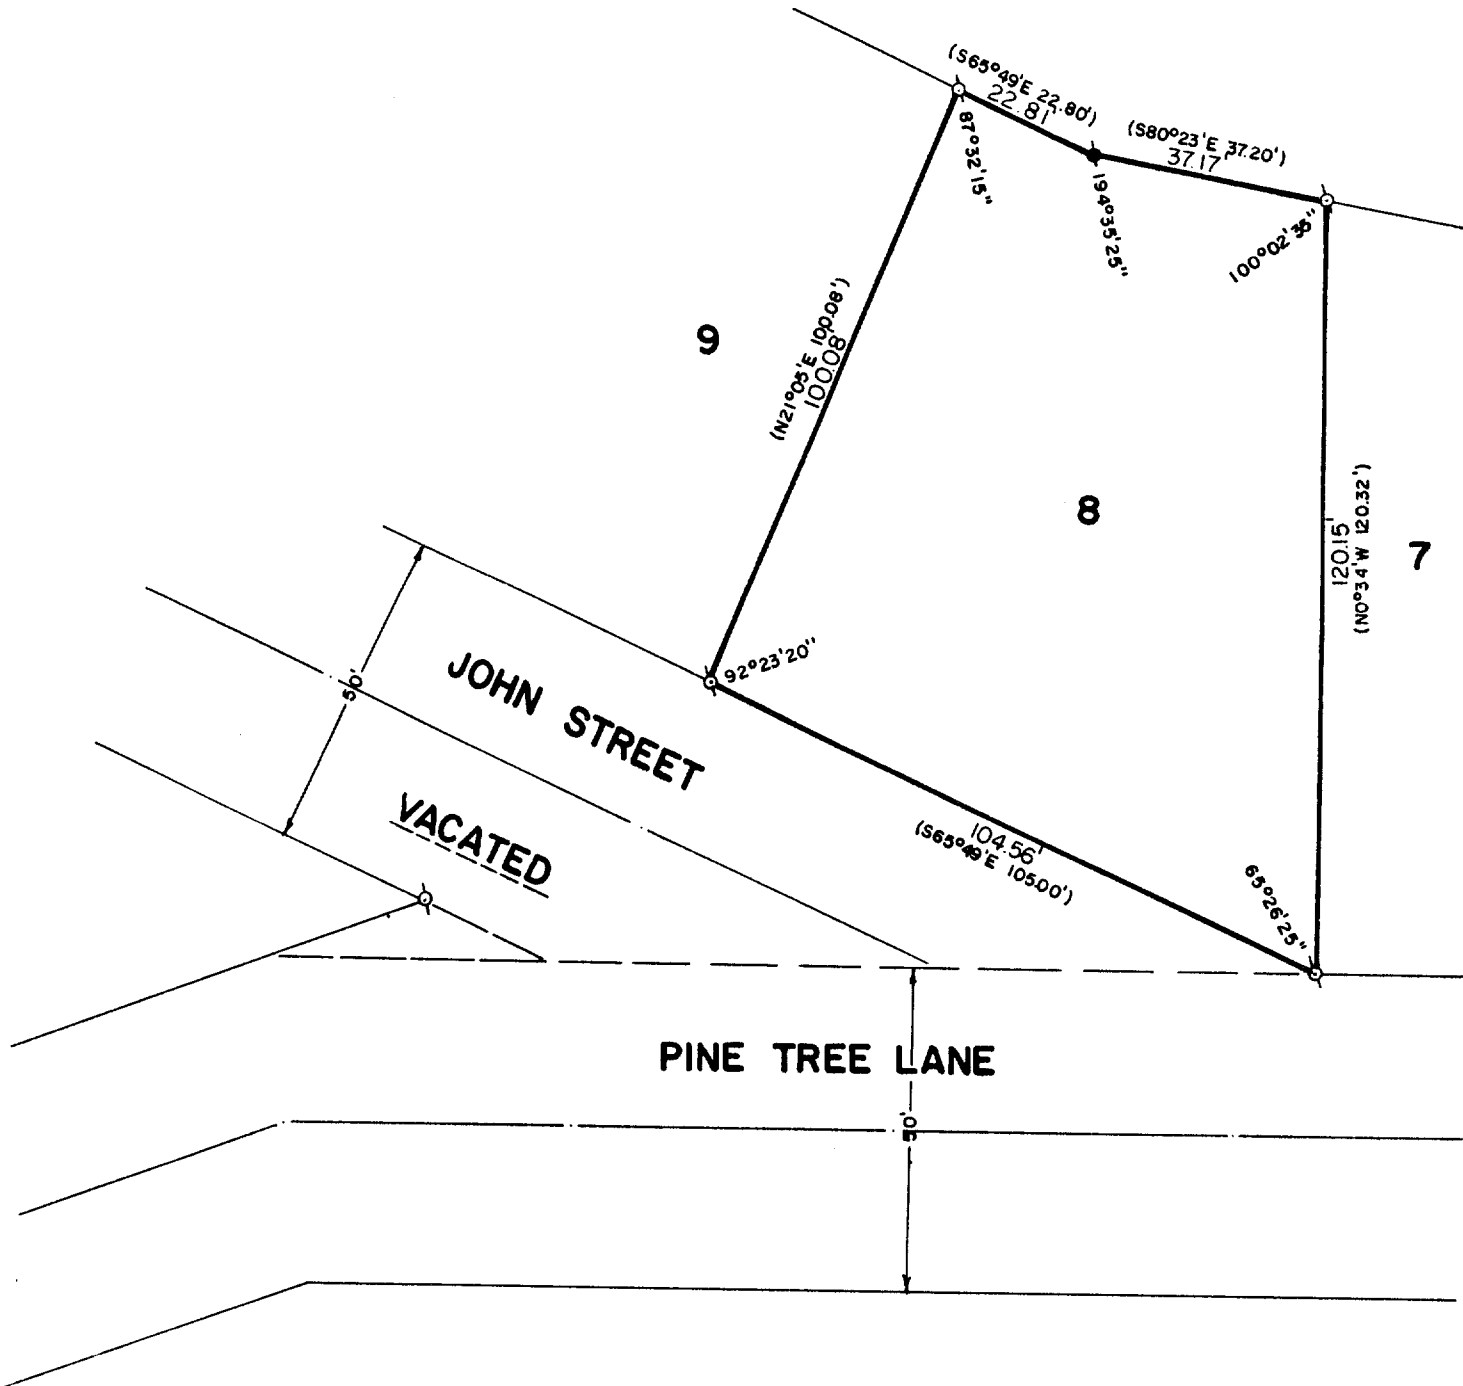 (S65°49'E 22.80')
22.81'
(S80°23'E 37.20')
37.17'
87°32'15"
194°35'25"
100°02'35"
9
(N21°05'E 100.08')
100.08'
8
120.15'
(N0°34'W 120.32')
7
92°23'20"
50'
JOHN STREET
VACATED
104.56'
(S65°49'E 105.00')
65°26'25"
PINE TREE LANE
50'